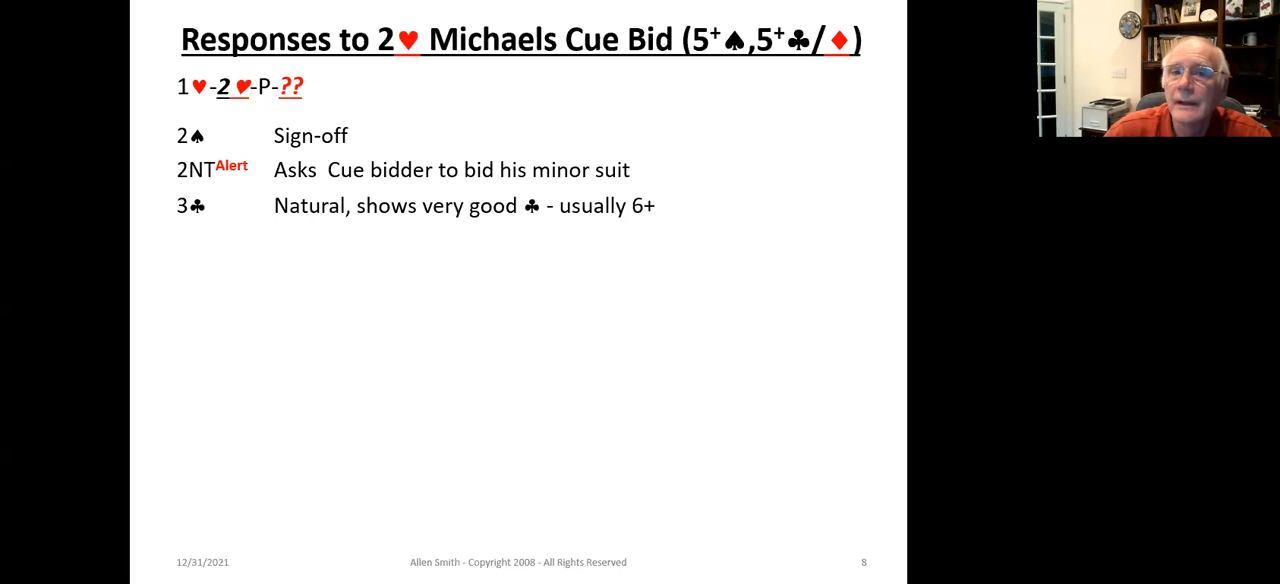 Responses to 2♥ Michaels Cue Bid (5+♠,5+♣/♦)
1♥-2♥-P-??
2♠ Sign-off
2NTAlert Asks Cue bidder to bid his minor suit
3♣ Natural, shows very good ♣ - usually 6+
12/31/2021 Allen Smith - Copyright 2008 - All Rights Reserved 8